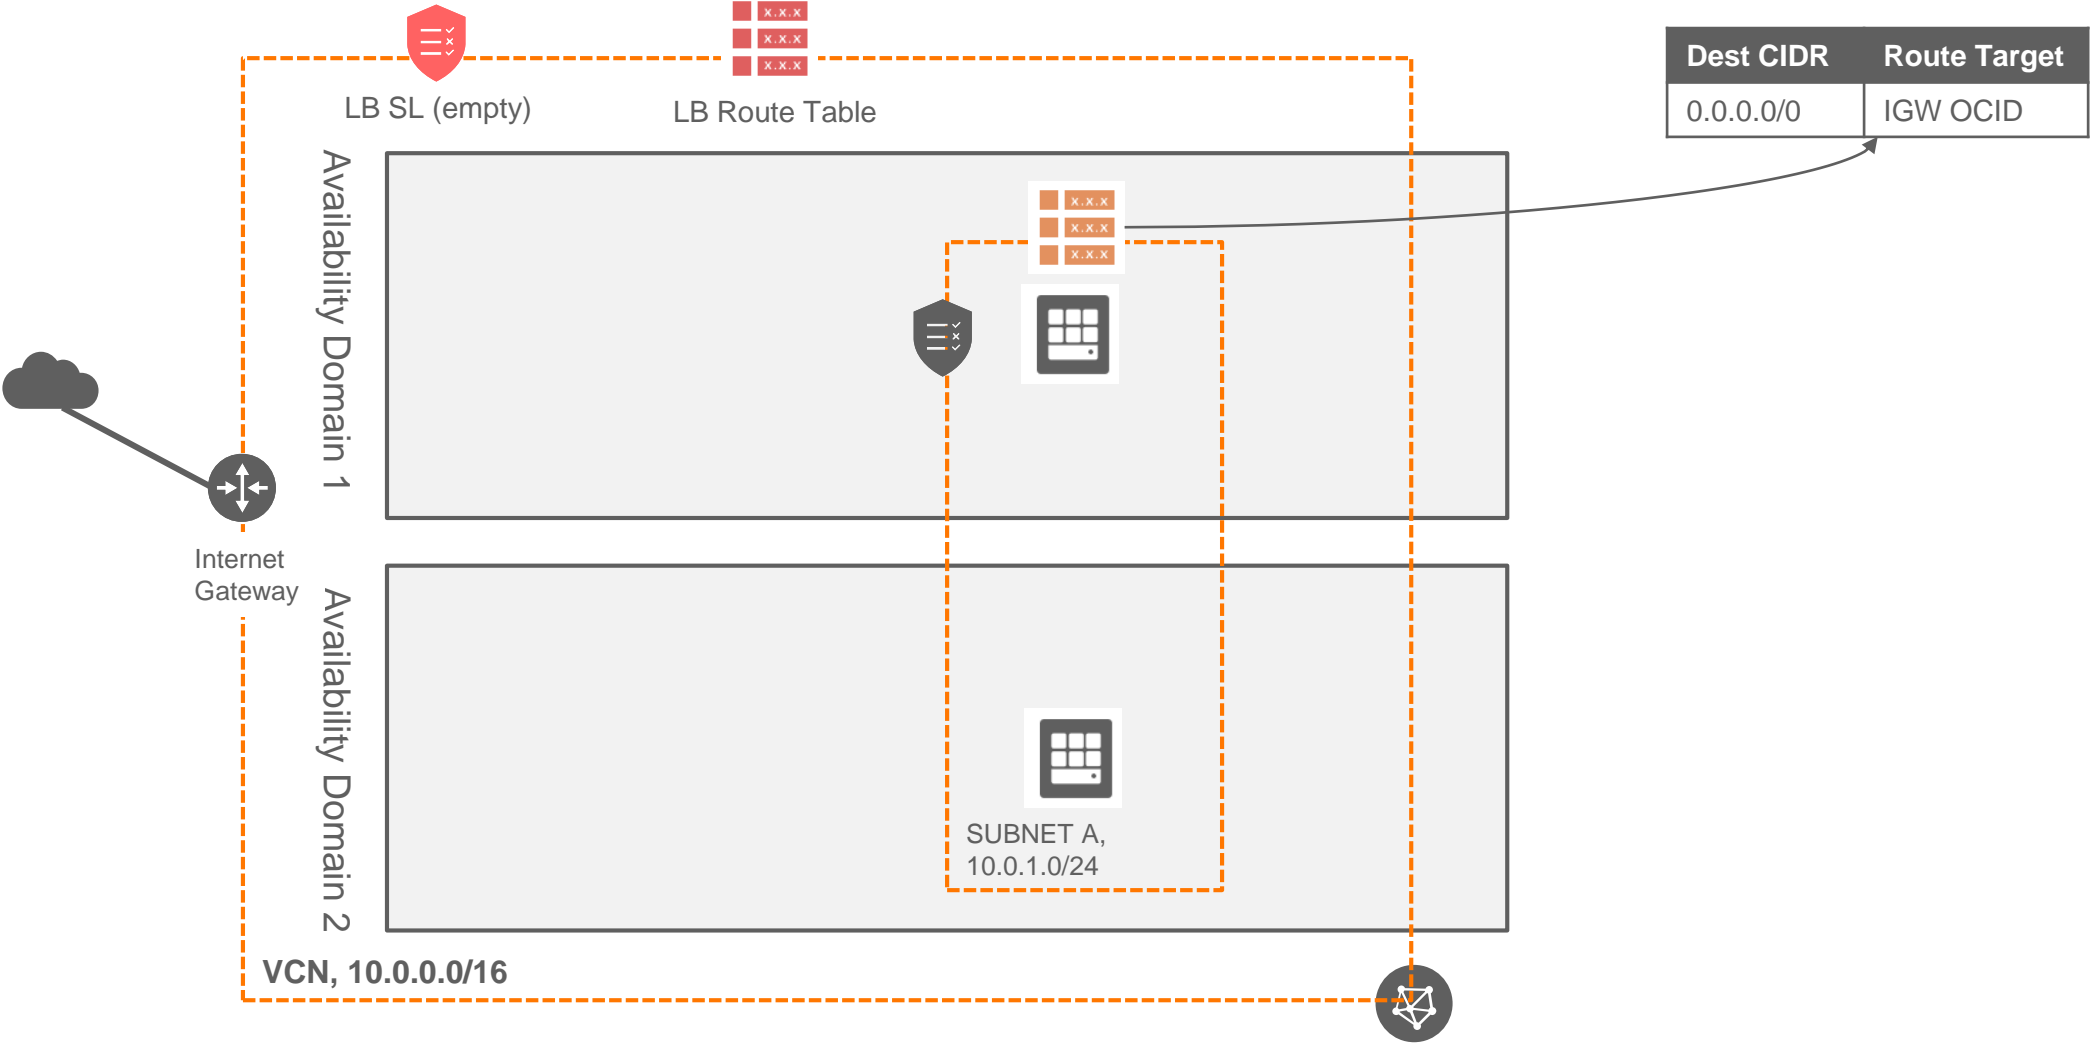 x.x.x
x.x.x
x.x.x
LB SL (empty)
LB Route Table
Dest CIDR Route Target
0.0.0.0/0 IGW OCID
Availability Domain 1
x.x.x
x.x.x
x.x.x
Internet
Gateway
Availability Domain 2
SUBNET A,
10.0.1.0/24
VCN, 10.0.0.0/16